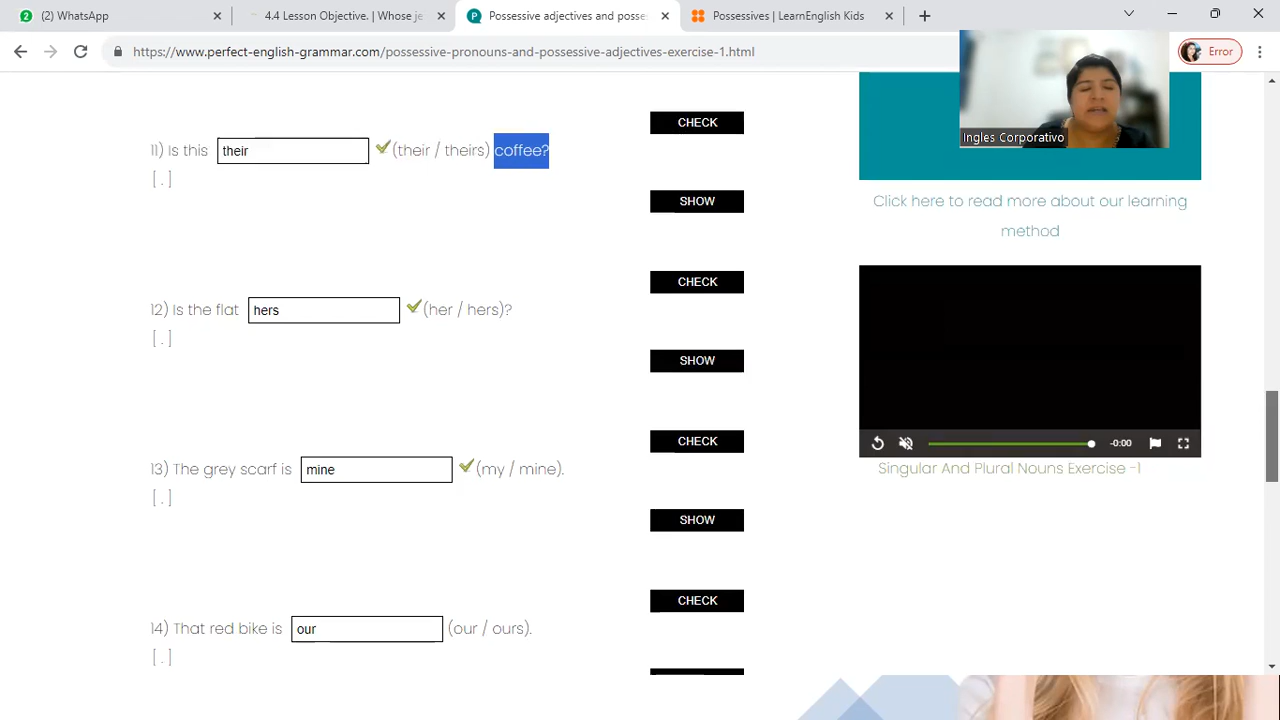 (2) WhatsApp
4.4 Lesson Objective. | Whose je
Possessive adjectives and posse
Possessives | LearnEnglish Kids
https://www.perfect-english-grammar.com/possessive-pronouns-and-possessive-adjectives-exercise-1.html
Error
Ingles Corporativo
CHECK
11) Is this their (their / theirs) coffee?
[ . ]
SHOW
Click here to read more about our learning
method
CHECK
12) Is the flat hers (her / hers)?
[ . ]
SHOW
CHECK
-0:00
13) The grey scarf is mine (my / mine).
Singular And Plural Nouns Exercise -1
[ . ]
SHOW
CHECK
14) That red bike is our (our / ours).
[ . ]